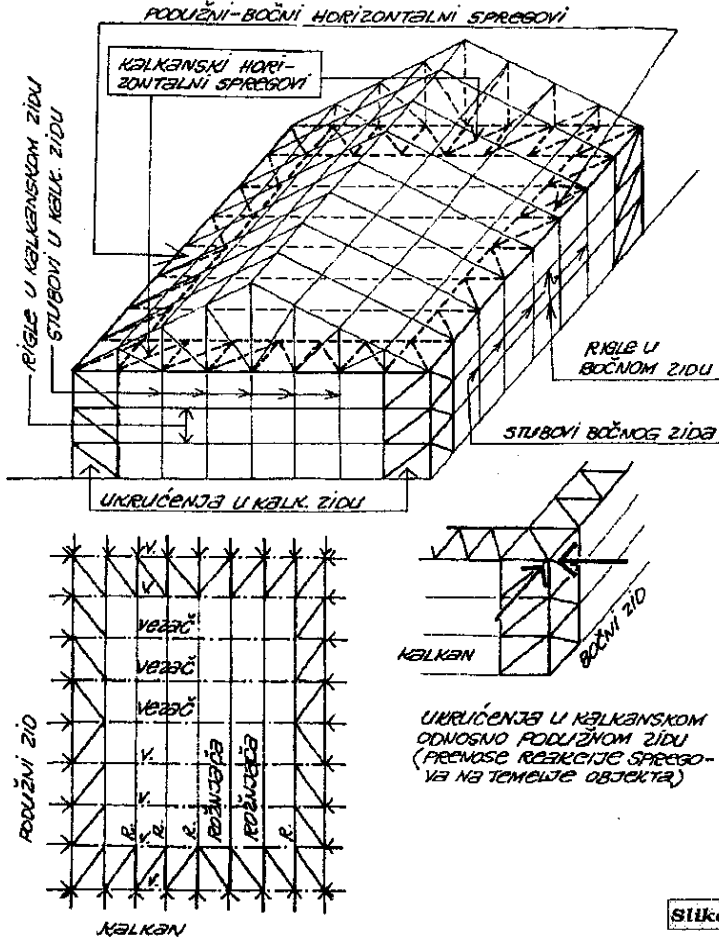 PODUŽNI-BOČNI HORIZONTALNI SPREGOVI
KALKANSKI HORI-
ZONTALNI SPREGOVI
RIGLE U KALKANSKOM ZIDU
STUBOVI U KALK. ZIDU
RIGLE U
BOČNOM ZIDU
STUBOVI BOČNOG ZIDA
UKRUĆENJA U KALK. ZIDU
V.
V.
VEZAČ
VEZAČ
VEZAČ
V.
V.
V.
V.
R.
R.
R.
ROŽNJAČA
ROŽNJAČA
R.
PODUŽNI ZID
KALKAN
KALKAN
BOČNI ZID
UKRUĆENJA U KALKANSKOM
ODNOSNO PODUŽNOM ZIDU
(PRENOSE REAKCIJE SPREGO-
VA NA TEMELJE OBJEKTA)
Slika